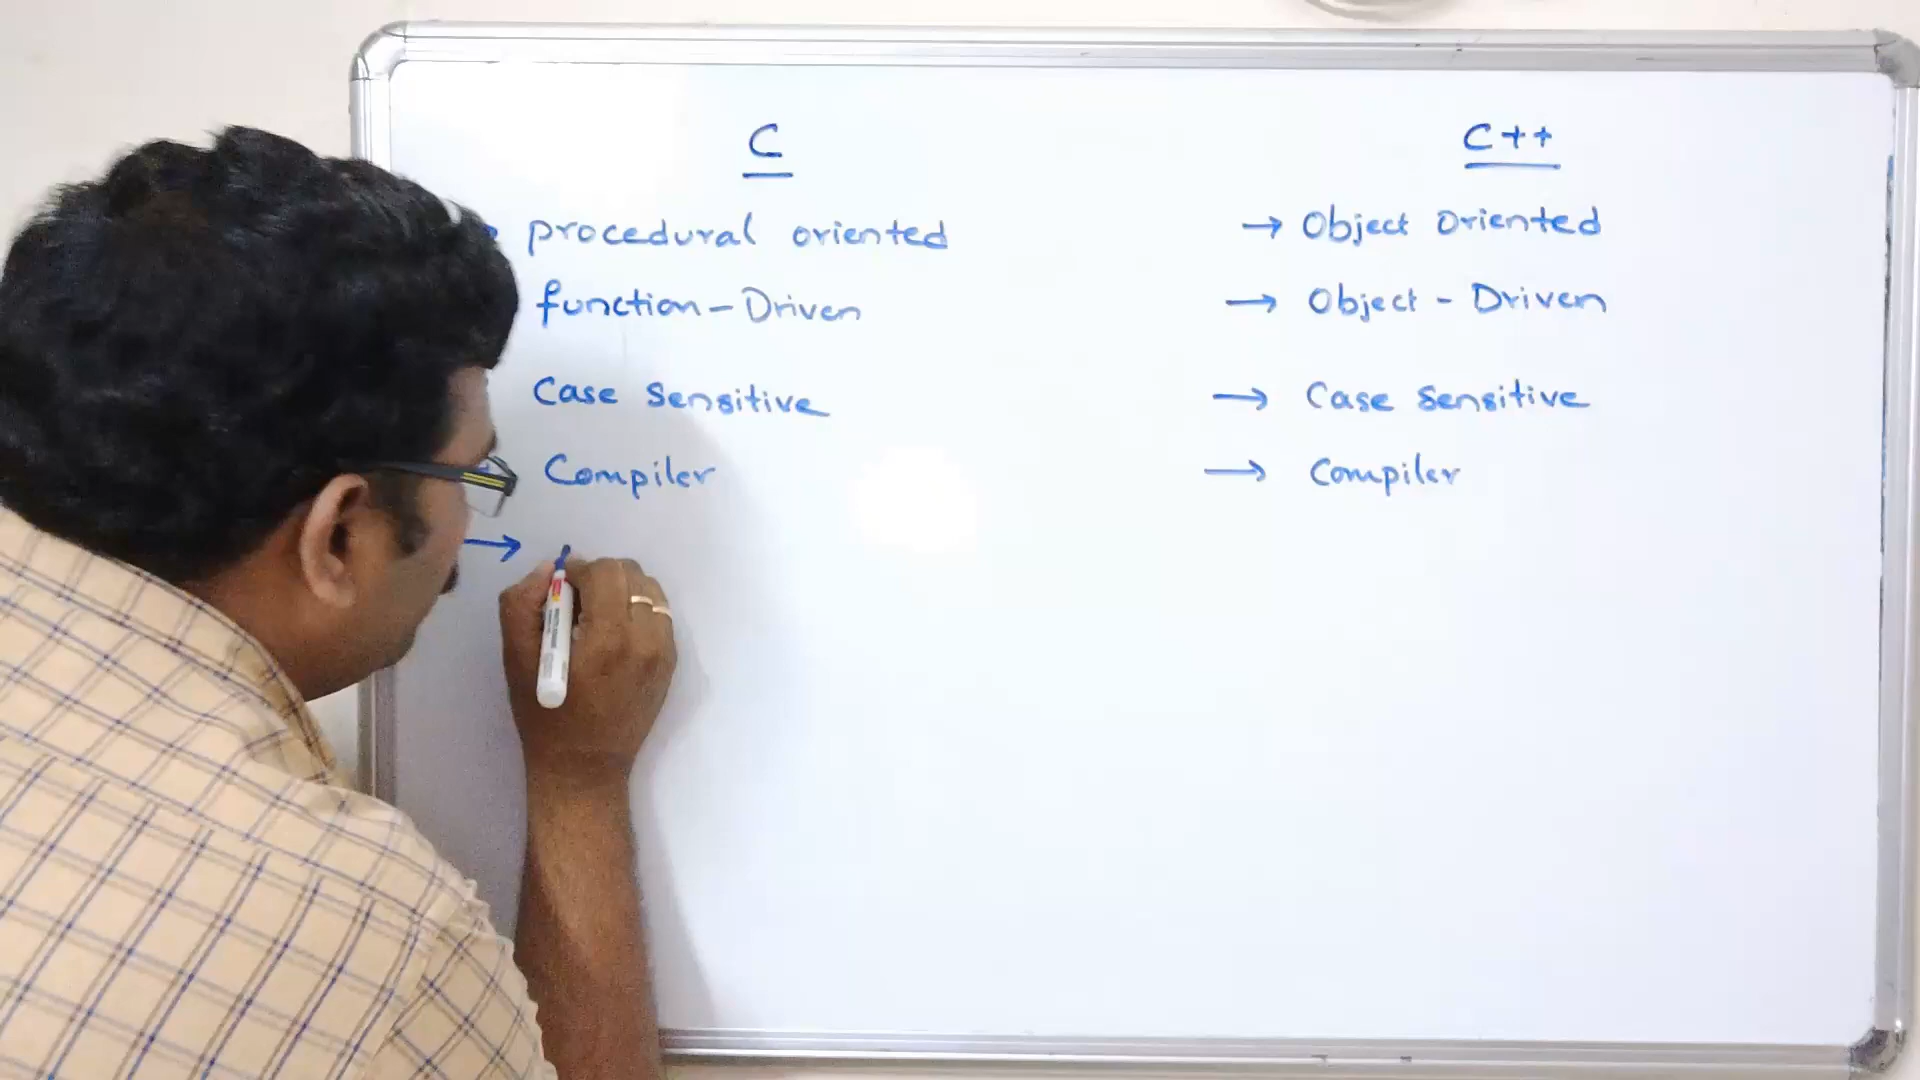 C
C++
procedural oriented
→ Object Oriented
function-Driven
→ Object - Driven
Case Sensitive
→ Case Sensitive
Compiler
→ Compiler
→